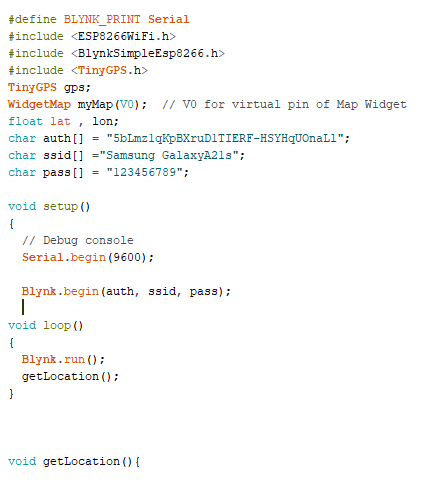 #define BLYNK_PRINT Serial
#include <ESP8266WiFi.h>
#include <BlynkSimpleEsp8266.h>
#include <TinyGPS.h>
TinyGPS gps;
WidgetMap myMap(V0);  // V0 for virtual pin of Map Widget
float lat , lon;
char auth[] = "5bLmzlqKpBXruDlTIERF-HSYHqUOnaLl";
char ssid[] ="Samsung GalaxyA21s";
char pass[] = "123456789";
void setup()
{
  // Debug console
  Serial.begin(9600);
  Blynk.begin(auth, ssid, pass);
void loop()
{
  Blynk.run();
  getLocation();
}
void getLocation(){